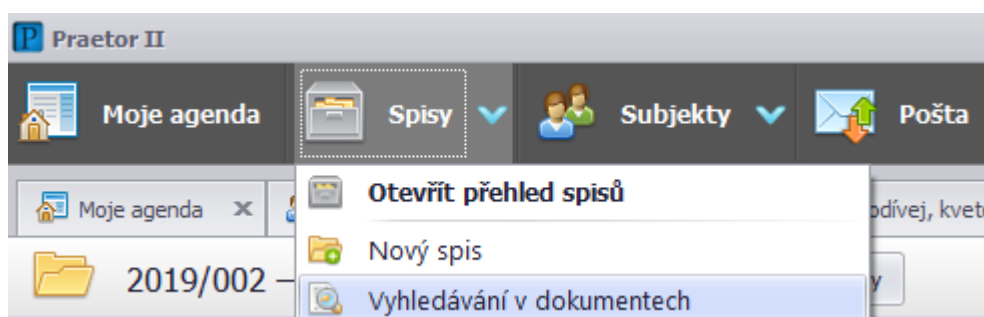 Praetor II
Moje agenda Spisy Subjekty Pošta
Otevřít přehled spisů
Moje agenda
Nový spis
2019/002 –
Vyhledávání v dokumentech